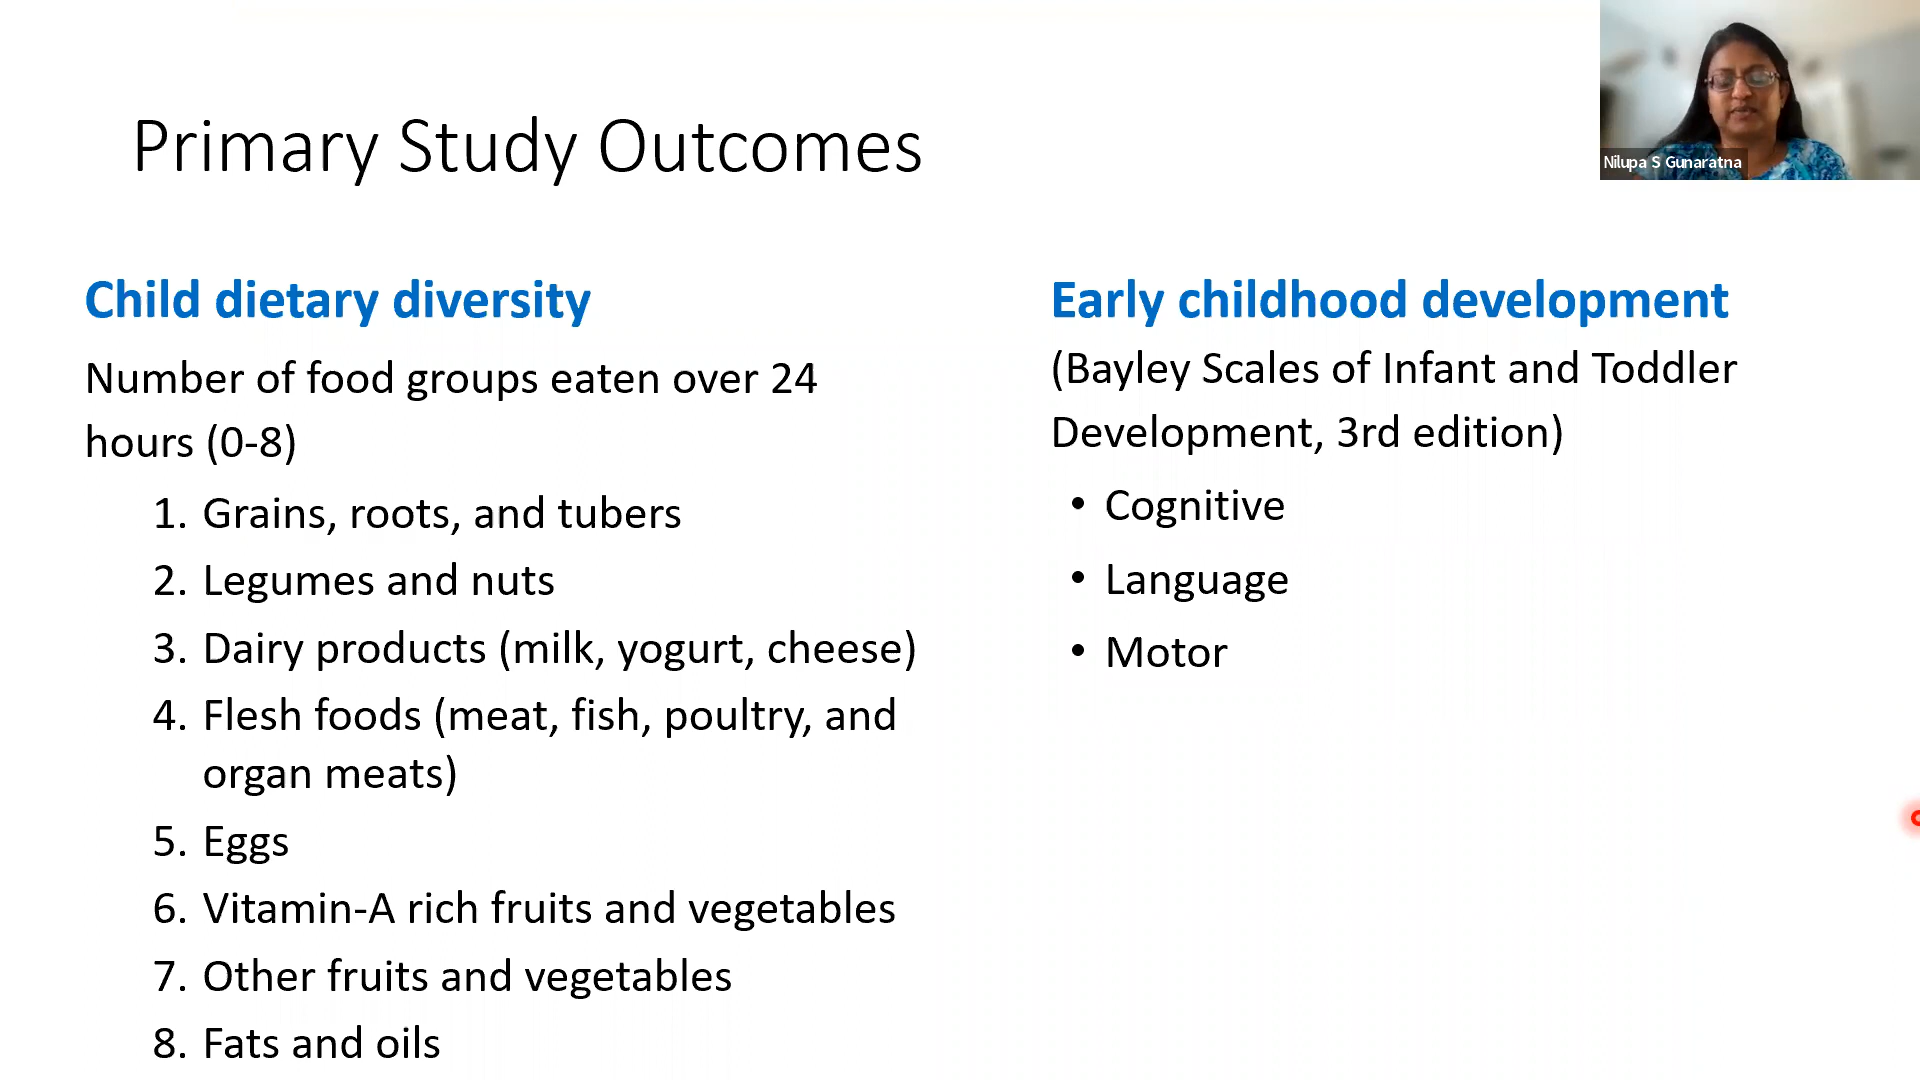 Primary Study Outcomes
Nilupa S Gunaratna
Child dietary diversity
Number of food groups eaten over 24
hours (0-8)
1. Grains, roots, and tubers
2. Legumes and nuts
3. Dairy products (milk, yogurt, cheese)
4. Flesh foods (meat, fish, poultry, and
organ meats)
5. Eggs
6. Vitamin-A rich fruits and vegetables
7. Other fruits and vegetables
8. Fats and oils
Early childhood development
(Bayley Scales of Infant and Toddler
Development, 3rd edition)
• Cognitive
• Language
• Motor